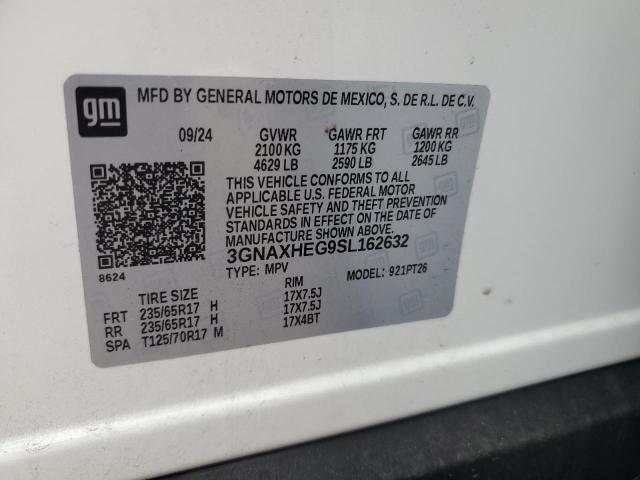 gm
MFD BY GENERAL MOTORS DE MEXICO, S. DE R.L. DE C.V.
09/24 GVWR GAWR FRT GAWR RR
2100 KG 1175 KG 1200 KG
4629 LB 2590 LB 2645 LB
THIS VEHICLE CONFORMS TO ALL
APPLICABLE U.S. FEDERAL MOTOR
VEHICLE SAFETY AND THEFT PREVENTION
STANDARDS IN EFFECT ON THE DATE OF
MANUFACTURE SHOWN ABOVE.
3GNAXHEG9SL162632
8624 TYPE: MPV MODEL: 921PT26
TIRE SIZE RIM
FRT 235/65R17 H 17X7.5J
RR 235/65R17 H 17X7.5J
SPA T125/70R17 M 17X4BT